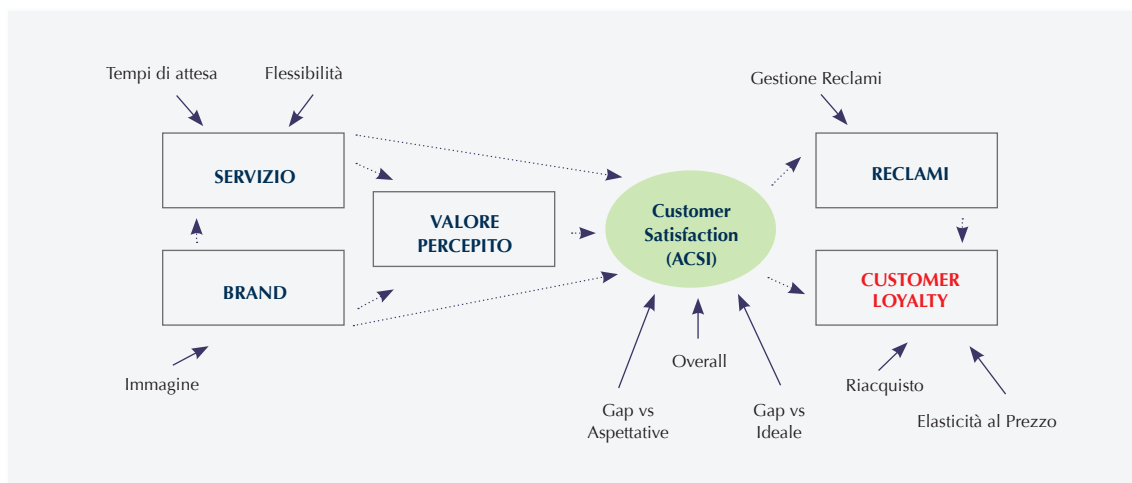 Tempi di attesa
Flessibilità
Gestione Reclami
SERVIZIO
RECLAMI
VALORE
PERCEPITO
Customer
Satisfaction
(ACSI)
BRAND
CUSTOMER
LOYALTY
Immagine
Overall
Riacquisto
Gap vs
Aspettative
Gap vs
Ideale
Elasticità al Prezzo